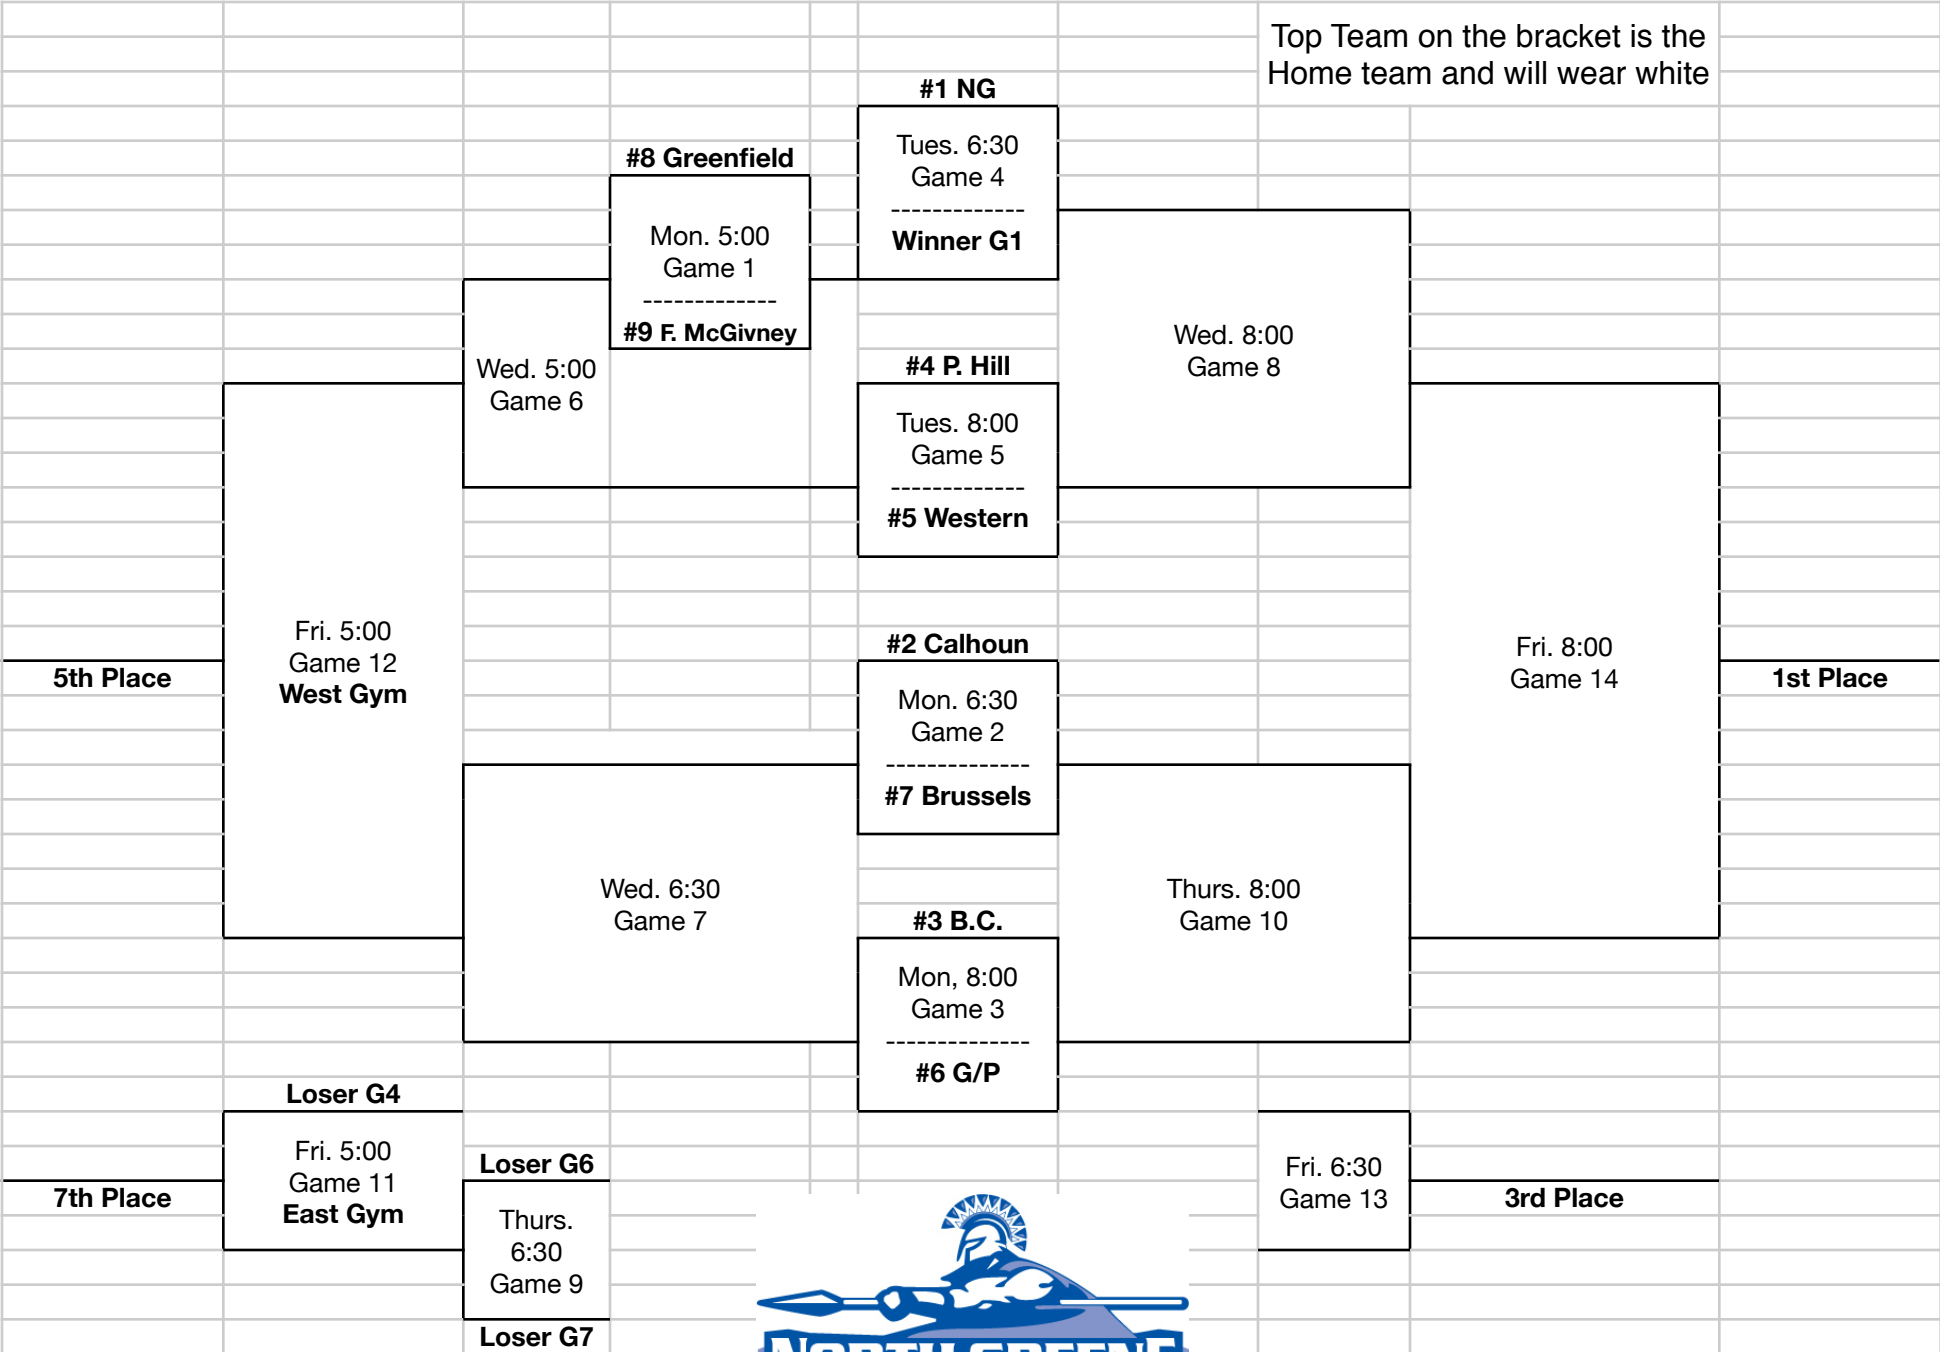 Top Team on the bracket is the
Home team and will wear white
#1 NG
Tues. 6:30
Game 4
--------------
Winner G1
#8 Greenfield
Mon. 5:00
Game 1
--------------
#9 F. McGivney
Wed. 5:00
Game 6
#4 P. Hill
Tues. 8:00
Game 5
--------------
#5 Western
Wed. 8:00
Game 8
Fri. 5:00
Game 12
West Gym
5th Place
#2 Calhoun
Mon. 6:30
Game 2
---------------
#7 Brussels
Fri. 8:00
Game 14
1st Place
Wed. 6:30
Game 7
#3 B.C.
Mon, 8:00
Game 3
---------------
#6 G/P
Thurs. 8:00
Game 10
Loser G4
Fri. 5:00
Game 11
East Gym
7th Place
Loser G6
Thurs.
6:30
Game 9
Loser G7
Fri. 6:30
Game 13
3rd Place
NORTH GREENE